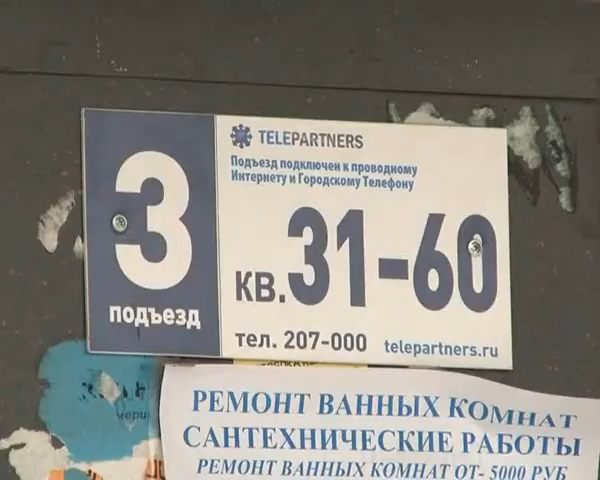 3
подъезд
TELEPARTNERS
Подъезд подключен к проводному
Интернету и Городскому Телефону
кв. 31-60
тел. 207-000 telepartners.ru
РЕМОНТ ВАННЫХ КОМНАТ
САНТЕХНИЧЕСКИЕ РАБОТЫ
РЕМОНТ ВАННЫХ КОМНАТ ОТ- 5000 РУБ